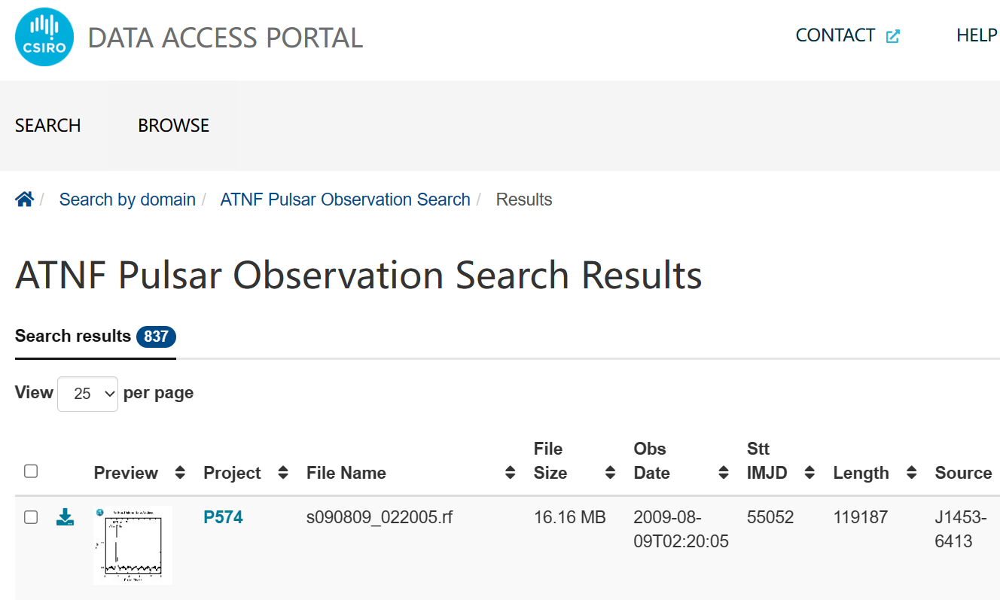 CSIRO
DATA ACCESS PORTAL
CONTACT
HELP
SEARCH
BROWSE
/ Search by domain / ATNF Pulsar Observation Search / Results
ATNF Pulsar Observation Search Results
Search results 837
View 25 per page
Preview Project File Name File Size Obs Date Stt IMJD Length Source
P574 s090809_022005.rf 16.16 MB 2009-08-09T02:20:05 55052 119187 J1453-6413